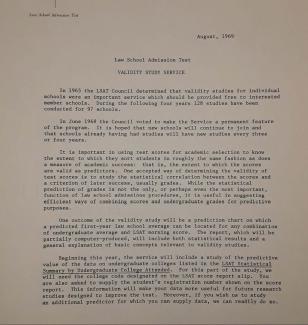 Law School Admission Test
August, 1969
Law School Admission Test
VALIDITY STUDY SERVICE
In 1965 the LSAT Council determined that validity studies for individual
schools were an important service which should be provided free to interested
member schools. During the following four years 128 studies have been
conducted for 97 schools.
In June 1968 the Council voted to make the Service a permanent feature
of the program. It is hoped that new schools will continue to join and
that schools already having had studies will have new studies every three
or four years.
It is important in using test scores for academic selection to know
the extent to which they sort students in roughly the same fashion as does
a measure of academic success: that is, the extent to which the scores
are valid as predictors. One accepted way of determining the validity of
test scores is to study the statistical correlation between the scores and
a criterion of later success, usually grades. While the statistical
prediction of grades is not the only, or perhaps even the most important,
function of law school admissions procedures, it is useful in suggesting
efficient ways of combining scores and undergraduate grades for predictive
purposes.
One outcome of the validity study will be a prediction chart on which
a predicted first-year law school average can be located for any combination
of undergraduate average and LSAT morning score. The report, which will be
partially computer-produced, will include both statistical results and a
general explanation of basic concepts relevant to validity studies.
Beginning this year, the service will include a study of the predictive
value of the data on undergraduate colleges listed in the LSAT Statistical
Summary by Undergraduate College Attended. For this part of the study, we
will need the college code designated on the LSAT score report slip. You
are also asked to supply the student's registration number shown on the score
report. This information will make your data more useful for future research
studies designed to improve the test. Moreover, if you wish us to study
an additional predictor for which you can supply data, we can readily do so.